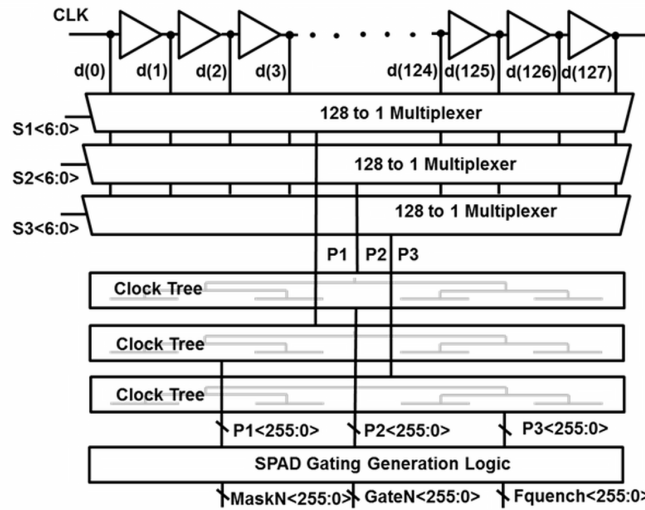 CLK
d(0) d(1) d(2) d(3) d(124) d(125) d(126) d(127)
128 to 1 Multiplexer
S1<6:0>
128 to 1 Multiplexer
S2<6:0>
128 to 1 Multiplexer
S3<6:0>
P1 P2 P3
Clock Tree
Clock Tree
Clock Tree
P1<255:0> P2<255:0> P3<255:0>
SPAD Gating Generation Logic
MaskN<255:0> GateN<255:0> Fquench<255:0>